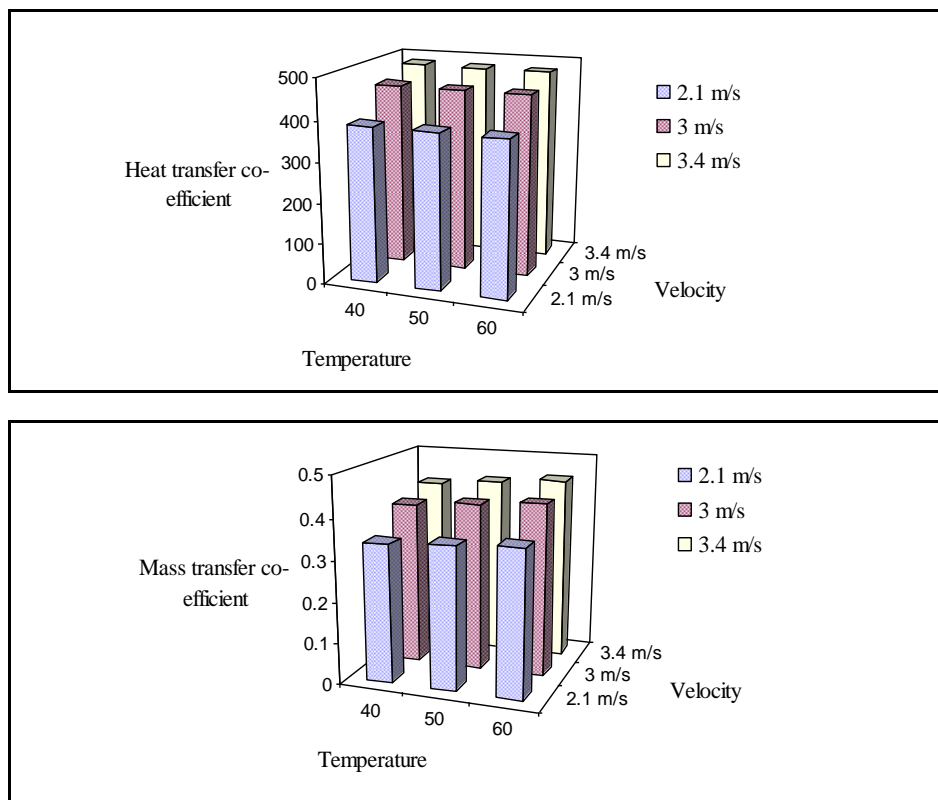 500
400
300
200
100
0
Heat transfer co-
efficient
40
50
60
Temperature
3.4 m/s
3 m/s
2.1 m/s
Velocity
2.1 m/s
3 m/s
3.4 m/s
0.5
0.4
0.3
0.2
0.1
0
Mass transfer co-
efficient
40
50
60
Temperature
3.4 m/s
3 m/s
2.1 m/s
Velocity
2.1 m/s
3 m/s
3.4 m/s